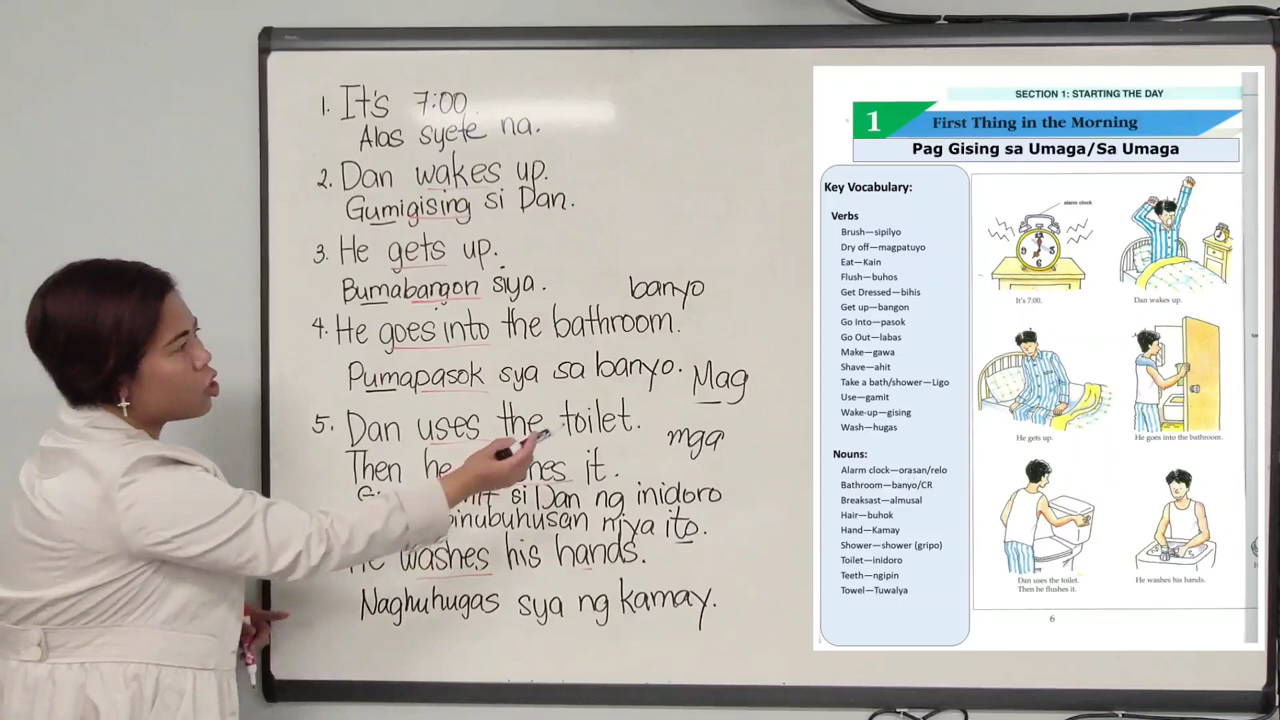 1. It's 7:00.
Alas syete na.
2. Dan wakes up.
Gumigising si Dan.
3. He gets up.
Bumabangon siya.
banyo
4. He goes into the bathroom.
Pumapasok sya sa banyo.
Mag
5. Dan uses the toilet.
mga
Then he it.
si Dan ng inidoro
binubuhusan niya ito.
washes his hands.
Naghuhugas sya ng kamay.
SECTION 1: STARTING THE DAY
1 First Thing in the Morning
Pag Gising sa Umaga/Sa Umaga
Key Vocabulary:
Verbs
Brush—sipilyo
Dry off—magpatuyo
Eat—Kain
Flush—buhos
Get Dressed—bihis
Get up—bangon
Go Into—pasok
Go Out—labas
Make—gawa
Shave—ahit
Take a bath/shower—Ligo
Use—gamit
Wake-up—gising
Wash—hugas
Nouns:
Alarm clock—orasan/relo
Bathroom—banyo/CR
Breaksast—almusal
Hair—buhok
Hand—Kamay
Shower—shower (gripo)
Toilet—inidoro
Teeth—ngipin
Towel—Tuwalya
alarm clock
It's 7:00.
Dan wakes up.
He gets up.
He goes into the bathroom.
Dan uses the toilet.
Then he flushes it.
He washes his hands.
6